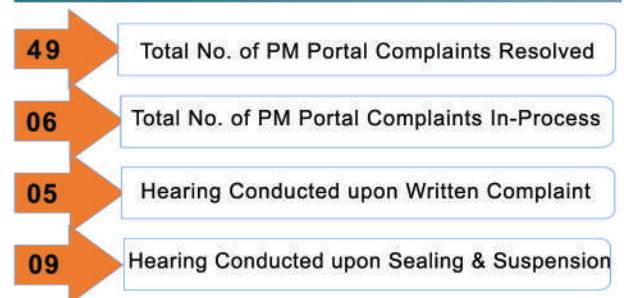 49 Total No. of PM Portal Complaints Resolved
06 Total No. of PM Portal Complaints In-Process
05 Hearing Conducted upon Written Complaint
09 Hearing Conducted upon Sealing & Suspension